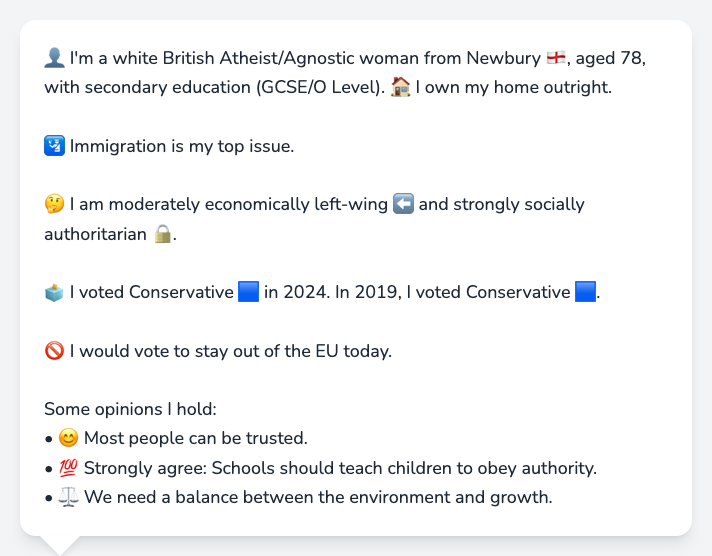 👤 I'm a white British Atheist/Agnostic woman from Newbury 🏴󠁧󠁢󠁥󠁮󠁧󠁿, aged 78,
with secondary education (GCSE/O Level). 🏠 I own my home outright.
🛂 Immigration is my top issue.
🤔 I am moderately economically left-wing ⬅️ and strongly socially
authoritarian 🔒.
🗳️ I voted Conservative 🟦 in 2024. In 2019, I voted Conservative 🟦.
🚫 I would vote to stay out of the EU today.
Some opinions I hold:
• 😊 Most people can be trusted.
• 💯 Strongly agree: Schools should teach children to obey authority.
• ⚖️ We need a balance between the environment and growth.